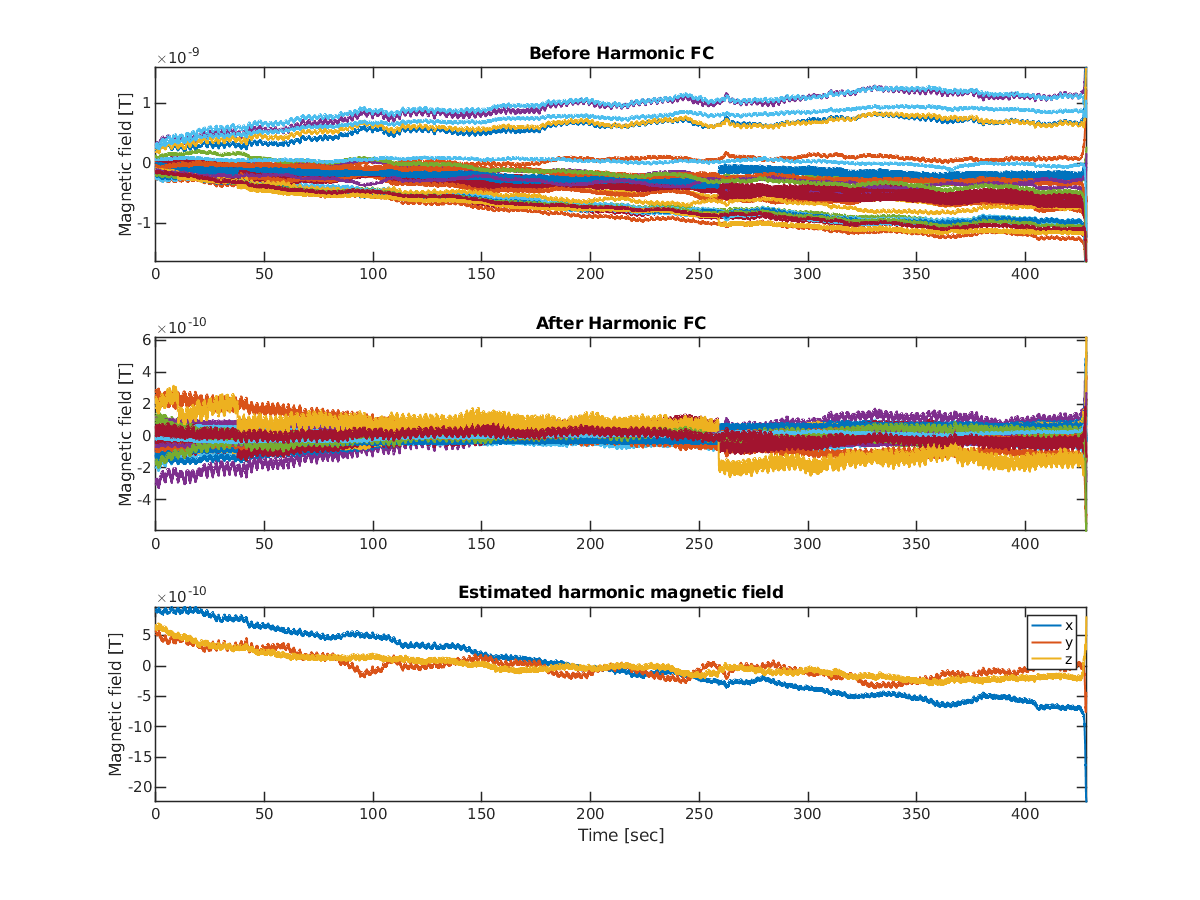 Before Harmonic FC
×10^-9
Magnetic field [T]
1
0
-1
0 50 100 150 200 250 300 350 400
After Harmonic FC
×10^-10
Magnetic field [T]
6
4
2
0
-2
-4
0 50 100 150 200 250 300 350 400
Estimated harmonic magnetic field
×10^-10
Magnetic field [T]
5
0
-5
-10
-15
-20
x
y
z
0 50 100 150 200 250 300 350 400
Time [sec]